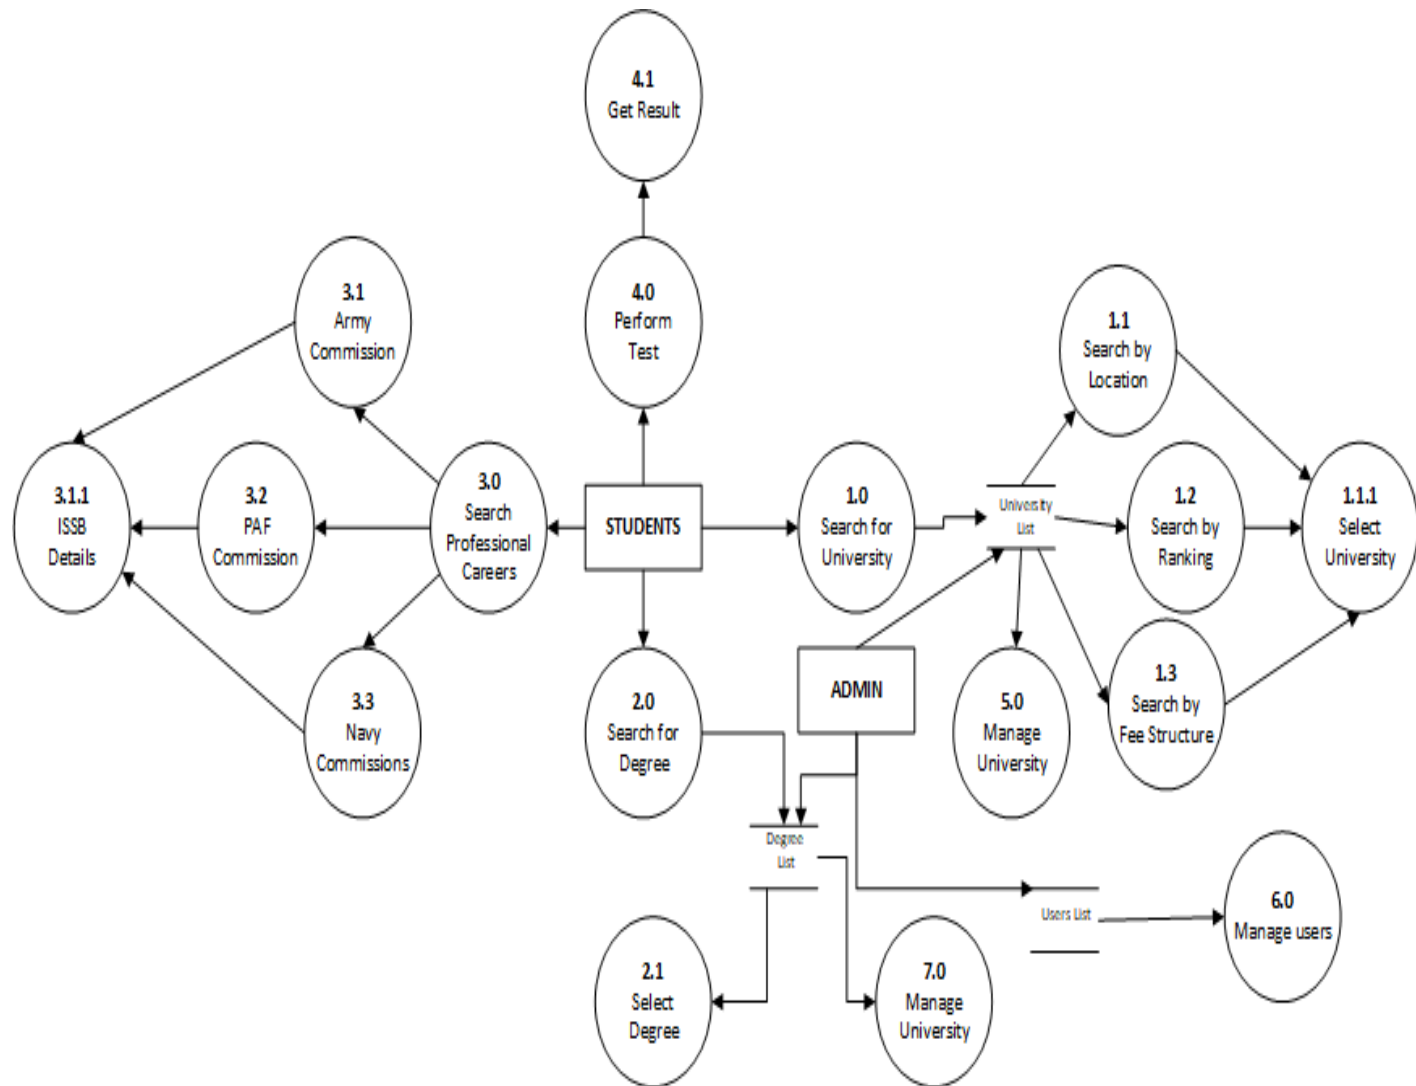 4.1
Get Result
3.1
Army
Commission
4.0
Perform
Test
1.1
Search by
Location
3.1.1
ISSB
Details
3.2
PAF
Commission
3.0
Search
Professional
Careers
STUDENTS
1.0
Search for
University
University
List
1.2
Search by
Ranking
1.1.1
Select
University
3.3
Navy
Commissions
2.0
Search for
Degree
ADMIN
5.0
Manage
University
1.3
Search by
Fee Structure
Degree
List
Users List
6.0
Manage users
2.1
Select
Degree
7.0
Manage
University